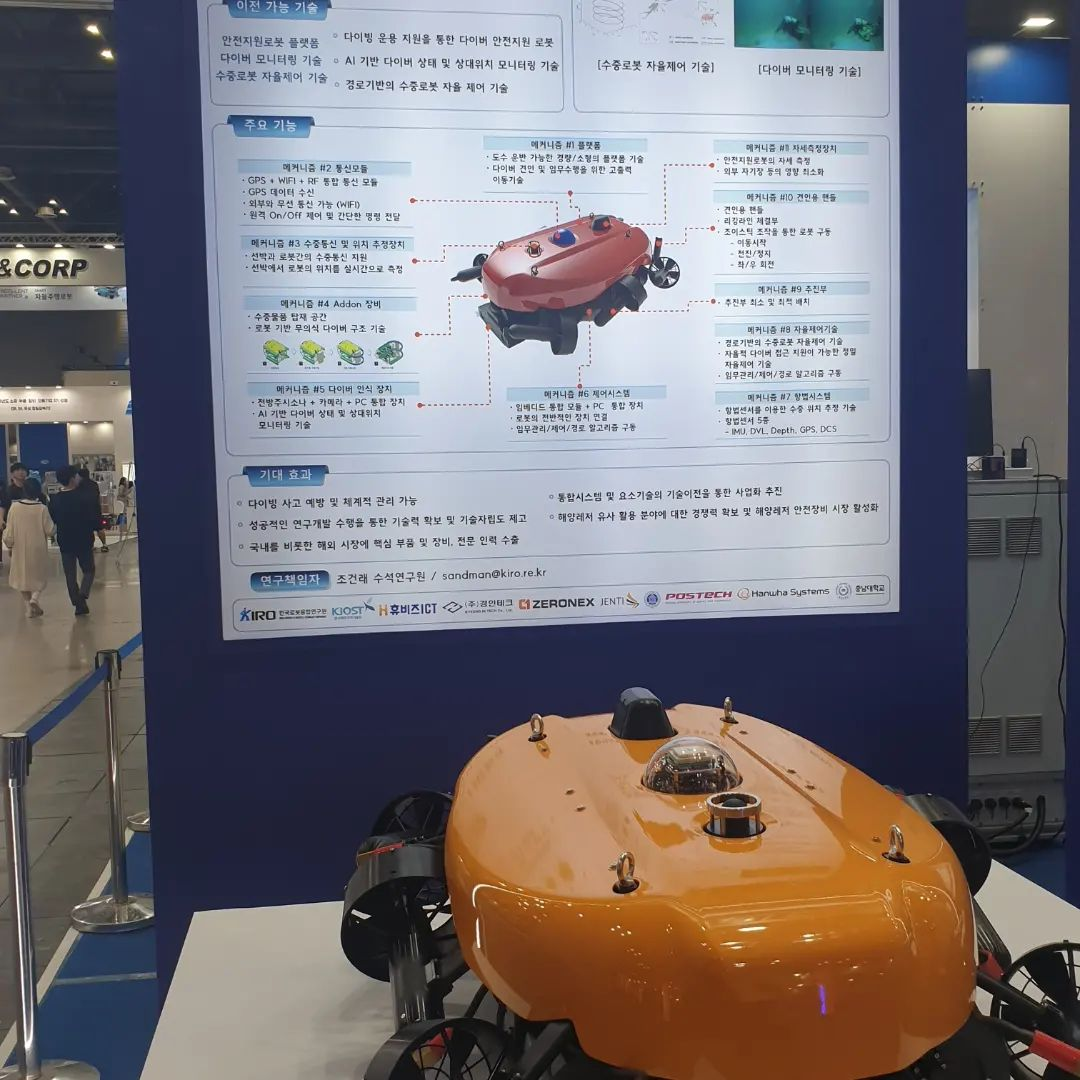 이전 가능 기술
안전지원로봇 플랫폼
다이버 모니터링 기술
수중로봇 자율제어 기술
○ 다이빙 운용 지원을 통한 다이버 안전지원 로봇
○ AI 기반 다이버 상태 및 상대위치 모니터링 기술
○ 경로기반의 수중로봇 자율 제어 기술
[수중로봇 자율제어 기술]
[다이버 모니터링 기술]
주요 기능
메커니즘 #2 통신모듈
· GPS + WIFI + RF 통합 통신 모듈
· GPS 데이터 수신
· 외부와 무선 통신 가능 (WIFI)
· 원격 On/Off 제어 및 간단한 명령 전달
메커니즘 #3 수중통신 및 위치 추정장치
· 선박과 로봇간의 수중통신 지원
· 선박에서 로봇의 위치를 실시간으로 측정
메커니즘 #4 Addon 장비
· 수중물품 탑재 공간
· 로봇 기반 무의식 다이버 구조 기술
메커니즘 #5 다이버 인식 장치
· 전방주시소나 + 카메라 + PC 통합 장치
· AI 기반 다이버 상태 및 상대위치
모니터링 기술
메커니즘 #1 플랫폼
· 도수 운반 가능한 경량/소형의 플랫폼 기술
· 다이버 견인 및 임무수행을 위한 고출력
이동기술
메커니즘 #6 제어시스템
· 임베디드 통합 모듈 + PC 통합 장치
· 로봇의 전반적인 장치 연결
· 임무관리/제어/경로 알고리즘 구동
메커니즘 #11 자세측정장치
· 안전지원로봇의 자세 측정
· 외부 자기장 등의 영향 최소화
메커니즘 #10 견인용 핸들
· 견인용 핸들
· 리깅라인 체결부
· 조이스틱 조작을 통한 로봇 구동
- 이동시작
- 전진/정지
- 좌/우 회전
메커니즘 #9 추진부
· 추진부 최소 및 최적 배치
메커니즘 #8 자율제어기술
· 경로기반의 수중로봇 자율제어 기술
· 자율적 다이버 접근 지원이 가능한 정밀
자율제어 기술
· 임무관리/제어/경로 알고리즘 구동
메커니즘 #7 항법시스템
· 항법센서를 이용한 수중 위치 추정 기술
· 항법센서 5종
- IMU, DVL, Depth, GPS, DCS
기대 효과
○ 다이빙 사고 예방 및 체계적 관리 가능
○ 성공적인 연구개발 수행을 통한 기술력 확보 및 기술자립도 제고
○ 국내를 비롯한 해외 시장에 핵심 부품 및 장비, 전문 인력 수출
○ 통합시스템 및 요소기술의 기술이전을 통한 사업화 추진
○ 해양레저 유사 활용 분야에 대한 경쟁력 확보 및 해양레저 안전장비 시장 활성화
연구책임자 조건래 수석연구원 / sandman@kiro.re.kr
KIRO 한국로봇융합연구원 KIOST 휴비즈ICT (주)경안테크 ZERONEX JENTI POSTECH Hanwha Systems 충남대학교
&CORP
자율주행로봇